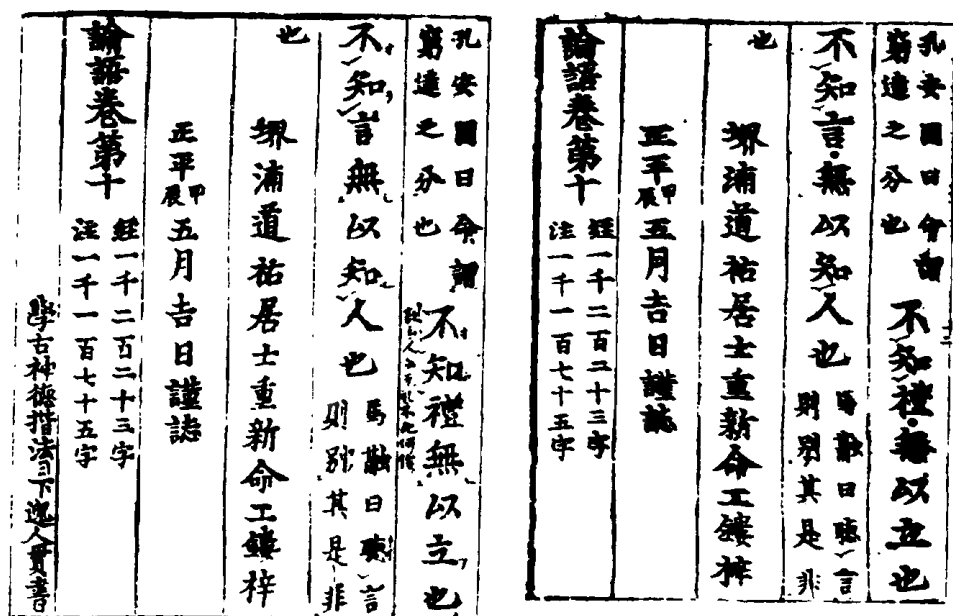 孔安國曰命謂
窮達之分也
不知禮無以立也
不知言無以知人也
馬融曰聽言
則別其是非
也
堺浦道祐居士重新命工鏤梓
正平甲辰五月吉日謹誌
論語卷第十
經一千二百二十三字
注一千一百七十五字
孔安國曰命謂
窮達之分也
不知禮無以立也
不知言無以知人也
馬融曰聽言
則別其是非
也
堺浦道祐居士重新命工鏤梓
正平甲辰五月吉日謹誌
論語卷第十
經一千二百二十三字
注一千一百七十五字
學古神德揩法日下逸人貫書